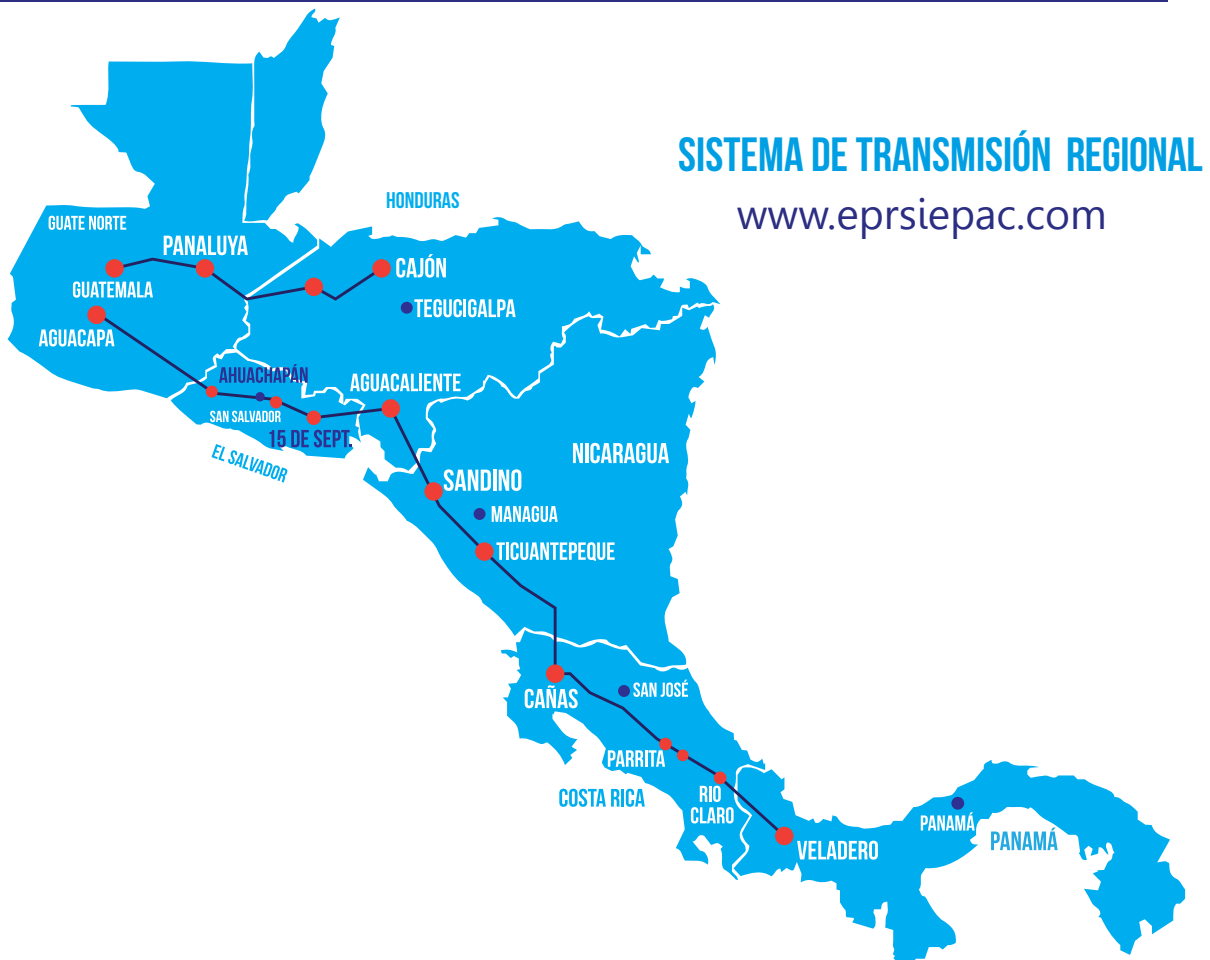 SISTEMA DE TRANSMISIÓN REGIONAL
www.eprsiepac.com
HONDURAS
GUATE NORTE
PANALUYA
CAJÓN
GUATEMALA
TEGUCIGALPA
AGUACAPA
AHUACHAPÁN
AGUACALIENTE
SAN SALVADOR
15 DE SEPT.
EL SALVADOR
NICARAGUA
SANDINO
MANAGUA
TICUANTEPEQUE
SAN JOSÉ
CAÑAS
PARRITA
COSTA RICA
RIO
CLARO
PANAMÁ
PANAMÁ
VELADERO